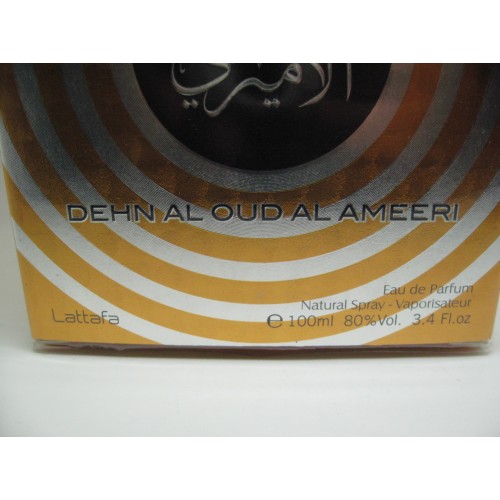 الأميري
DEHN AL OUD AL AMEERI
Eau de Parfum
Natural Spray - Vaporisateur
Lattafa
℮ 100ml 80%Vol. 3.4 Fl.oz